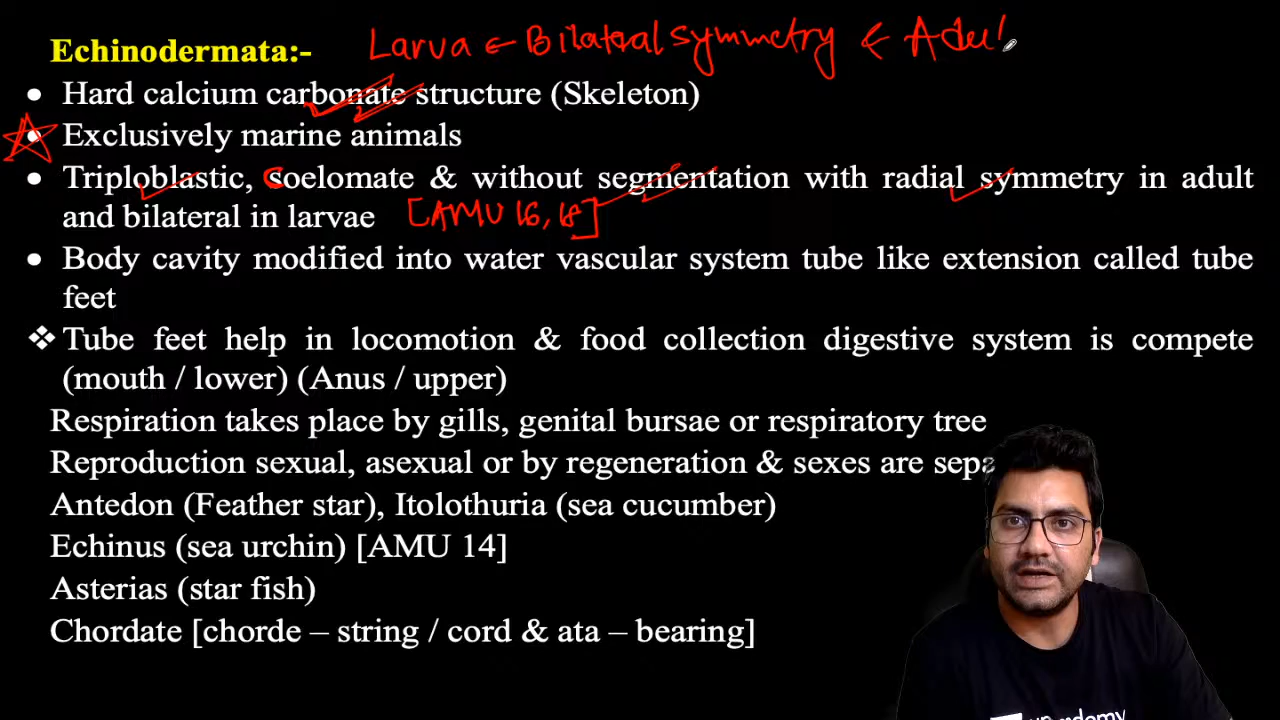 Echinodermata:- Larva ← Bilateral symmetry ← Adul
• Hard calcium carbonate structure (Skeleton)
• Exclusively marine animals
• Triploblastic, coelomate & without segmentation with radial symmetry in adult
and bilateral in larvae [AMU 16, 18]
• Body cavity modified into water vascular system tube like extension called tube
feet
❖ Tube feet help in locomotion & food collection digestive system is compete
(mouth / lower) (Anus / upper)
Respiration takes place by gills, genital bursae or respiratory tree
Reproduction sexual, asexual or by regeneration & sexes are sepa
Antedon (Feather star), Itolothuria (sea cucumber)
Echinus (sea urchin) [AMU 14]
Asterias (star fish)
Chordate [chorde – string / cord & ata – bearing]